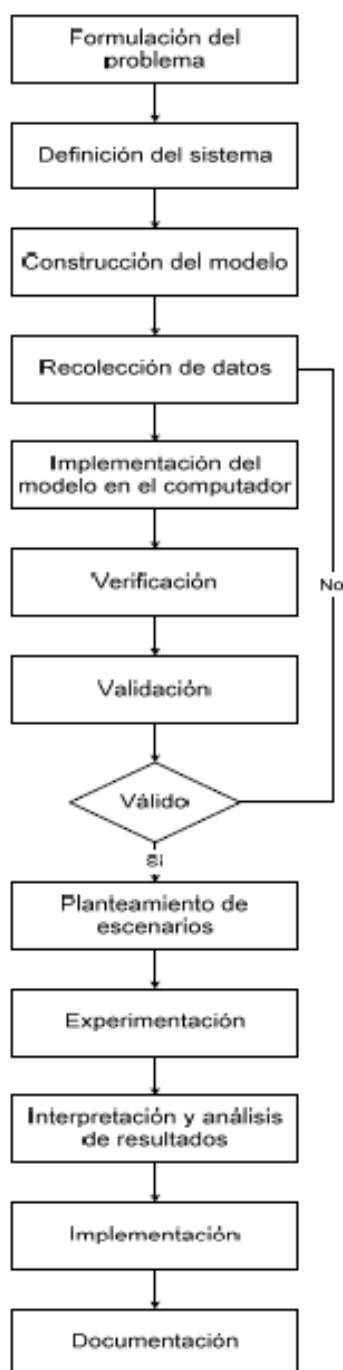 Formulación del
problema
Definición del sistema
Construcción del modelo
Recolección de datos
Implementación del
modelo en el computador
Verificación
No
Validación
Válido
Si
Planteamiento de
escenarios
Experimentación
Interpretación y análisis
de resultados
Implementación
Documentación